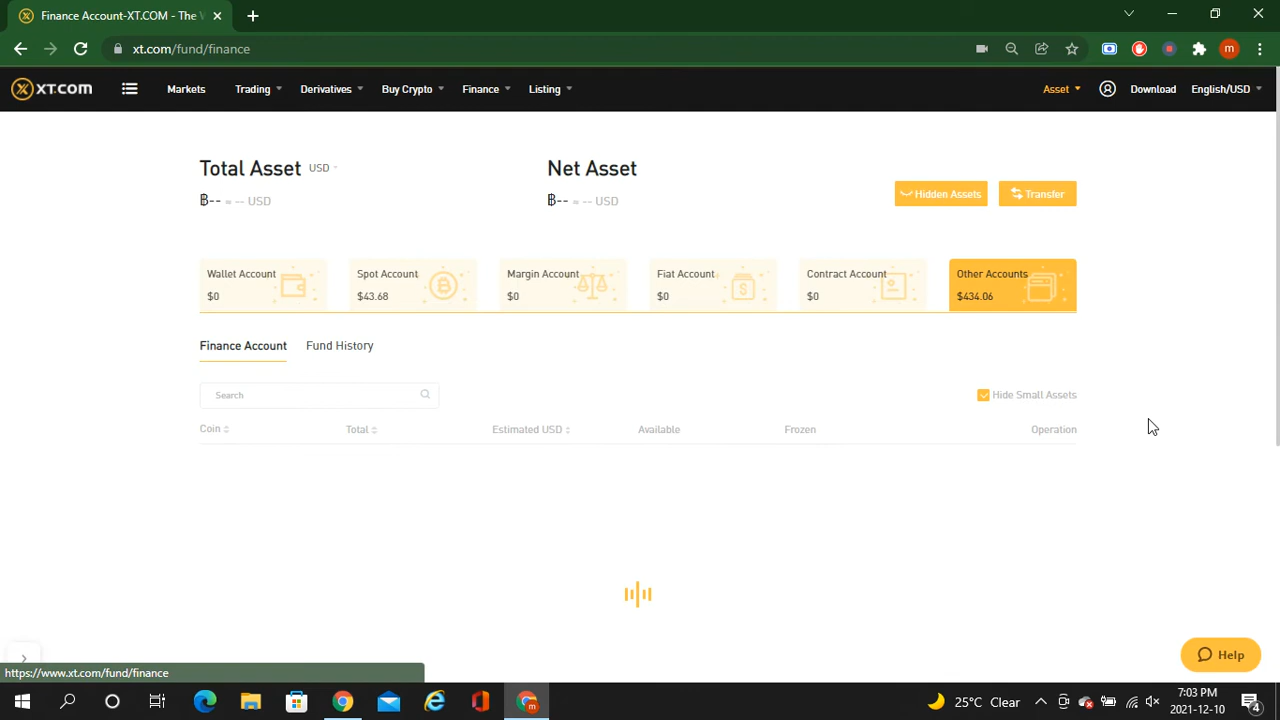 Finance Account-XT.COM - The W
xt.com/fund/finance
m
XT.COM
Markets
Trading
Derivatives
Buy Crypto
Finance
Listing
Asset
Download
English/USD
Total Asset USD
Net Asset
฿-- ≈ -- USD
฿-- ≈ -- USD
Hidden Assets
Transfer
Wallet Account
$0
Spot Account
$43.68
Margin Account
$0
Fiat Account
$0
Contract Account
$0
Other Accounts
$434.06
Finance Account
Fund History
Search
Hide Small Assets
Coin
Total
Estimated USD
Available
Frozen
Operation
Help
https://www.xt.com/fund/finance
25°C Clear
7:03 PM
2021-12-10
4